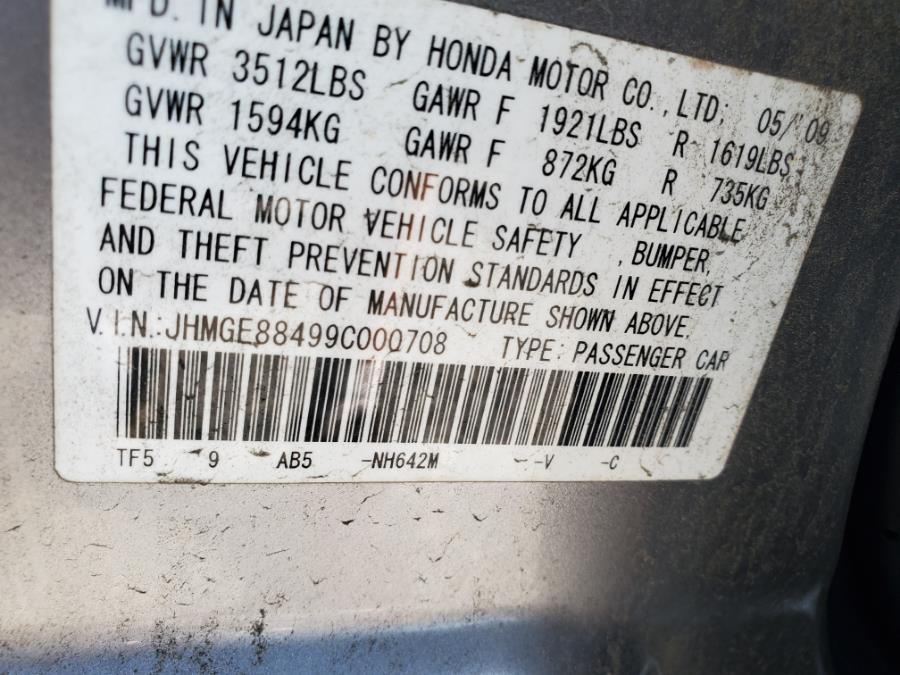 MFD. IN JAPAN BY HONDA MOTOR CO., LTD; 05/ 09
GVWR 3512LBS GAWR F 1921LBS R 1619LBS
GVWR 1594KG GAWR F 872KG R 735KG
THIS VEHICLE CONFORMS TO ALL APPLICABLE
FEDERAL MOTOR VEHICLE SAFETY , BUMPER,
AND THEFT PREVENTION STANDARDS IN EFFECT
ON THE DATE OF MANUFACTURE SHOWN ABOVE.
V.I.N.: JHMGE88499C000708 TYPE: PASSENGER CAR
TF5 9 AB5 -NH642M -V -C